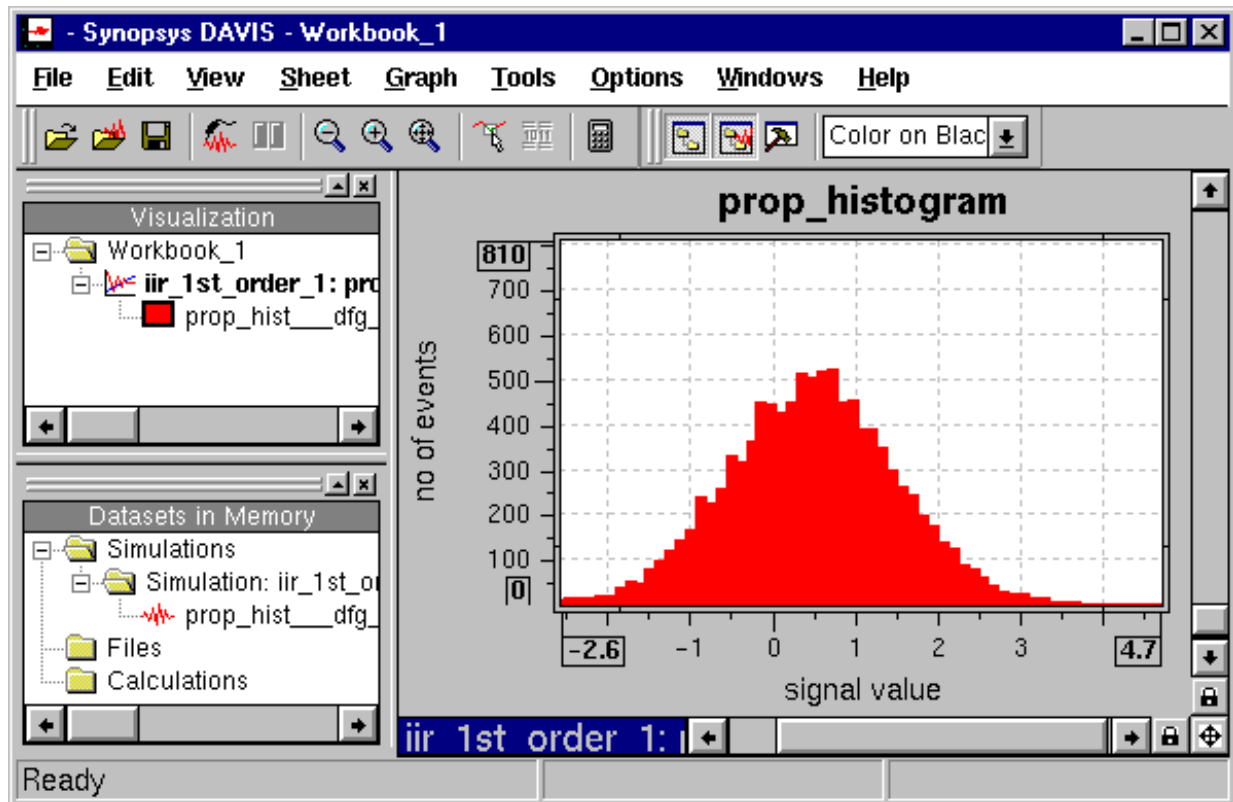 - Synopsys DAVIS - Workbook_1
File Edit View Sheet Graph Tools Options Windows Help
Color on Blac
Visualization
Workbook_1
iir_1st_order_1: pro
prop_hist___dfg_
Datasets in Memory
Simulations
Simulation: iir_1st_or
prop_hist___dfg_
Files
Calculations
prop_histogram
no of events
810
700
600
500
400
300
200
100
0
-2.6 -1 0 1 2 3 4.7
signal value
iir_1st_order_1:
Ready